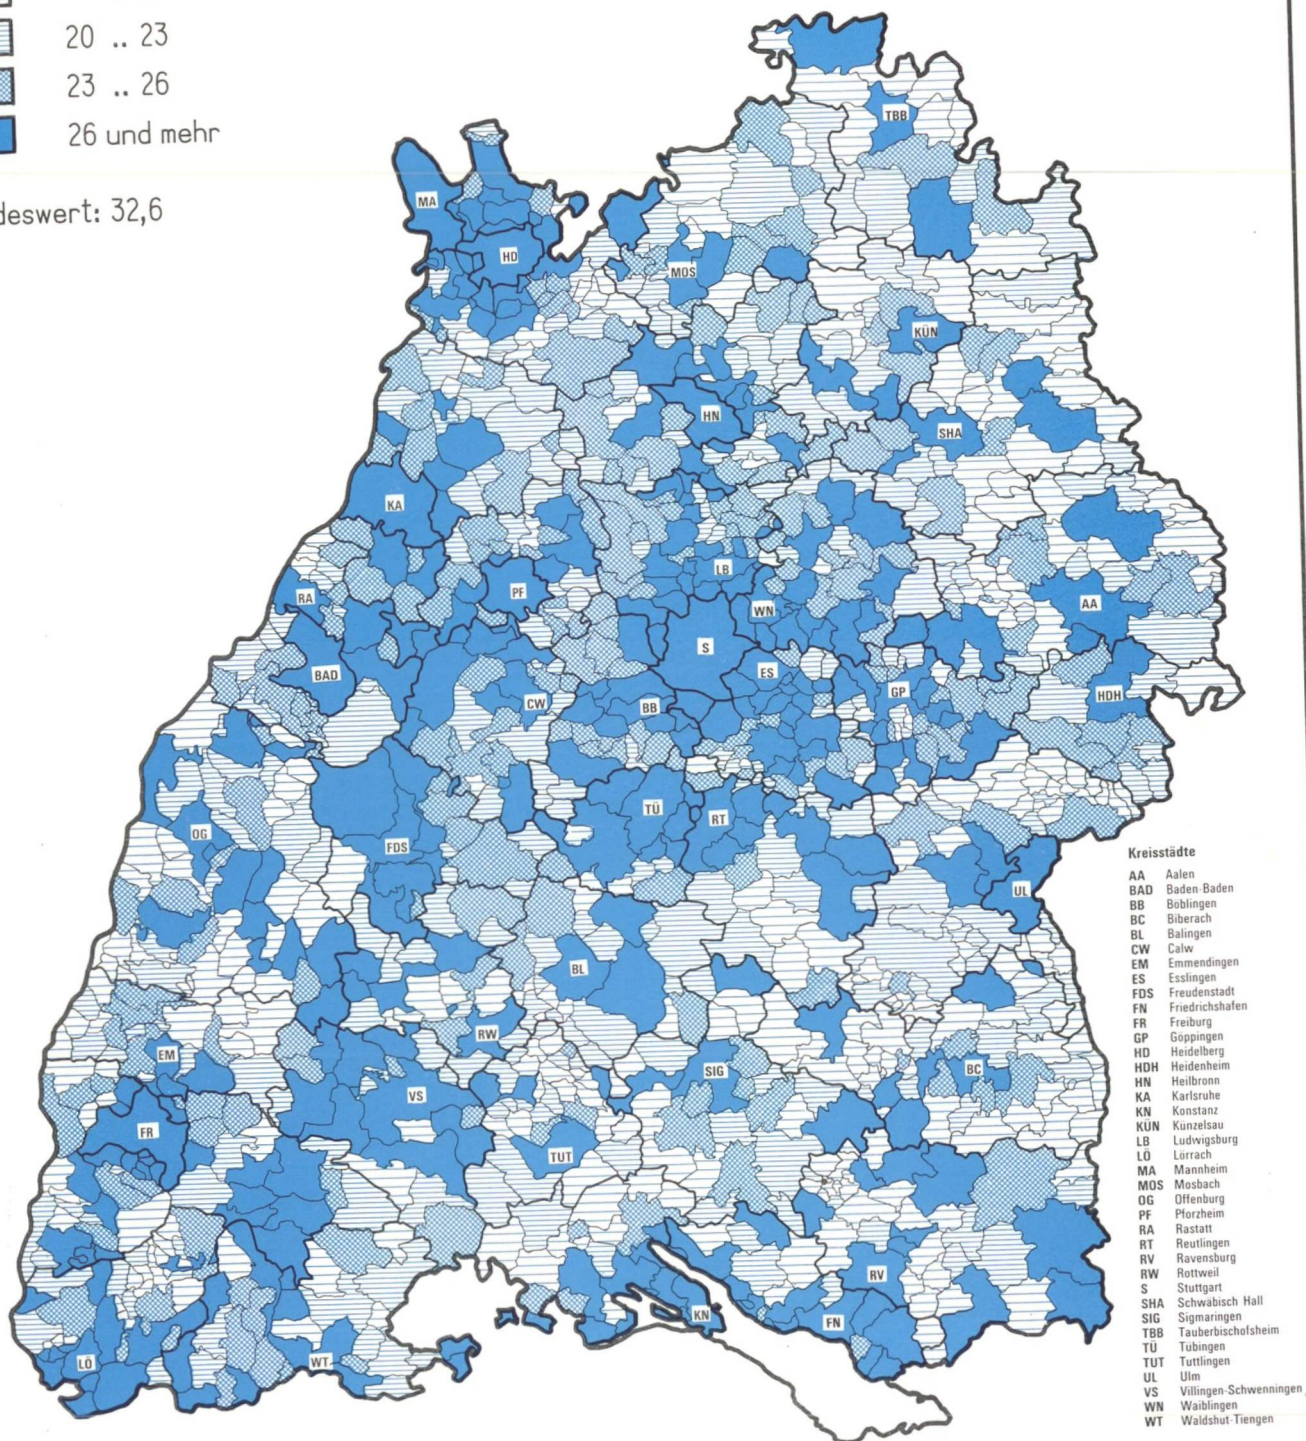 20 .. 23
23 .. 26
26 und mehr
deswert: 32,6
TBB
MA
HD
MOS
KÜN
HN
SHA
KA
LB
PF
RA
WN
AA
S
BAD
ES
CW
GP
HDH
BB
TÜ
RT
OG
FDS
UL
BL
RW
EM
SIG
BC
VS
FR
TUT
RV
KN
FN
LÖ
WT
Kreisstädte
AA Aalen
BAD Baden-Baden
BB Böblingen
BC Biberach
BL Balingen
CW Calw
EM Emmendingen
ES Esslingen
FDS Freudenstadt
FN Friedrichshafen
FR Freiburg
GP Göppingen
HD Heidelberg
HDH Heidenheim
HN Heilbronn
KA Karlsruhe
KN Konstanz
KÜN Künzelsau
LB Ludwigsburg
LÖ Lörrach
MA Mannheim
MOS Mosbach
OG Offenburg
PF Pforzheim
RA Rastatt
RT Reutlingen
RV Ravensburg
RW Rottweil
S Stuttgart
SHA Schwäbisch Hall
SIG Sigmaringen
TBB Tauberbischofsheim
TÜ Tübingen
TUT Tuttlingen
UL Ulm
VS Villingen-Schwenningen
WN Waiblingen
WT Waldshut-Tiengen